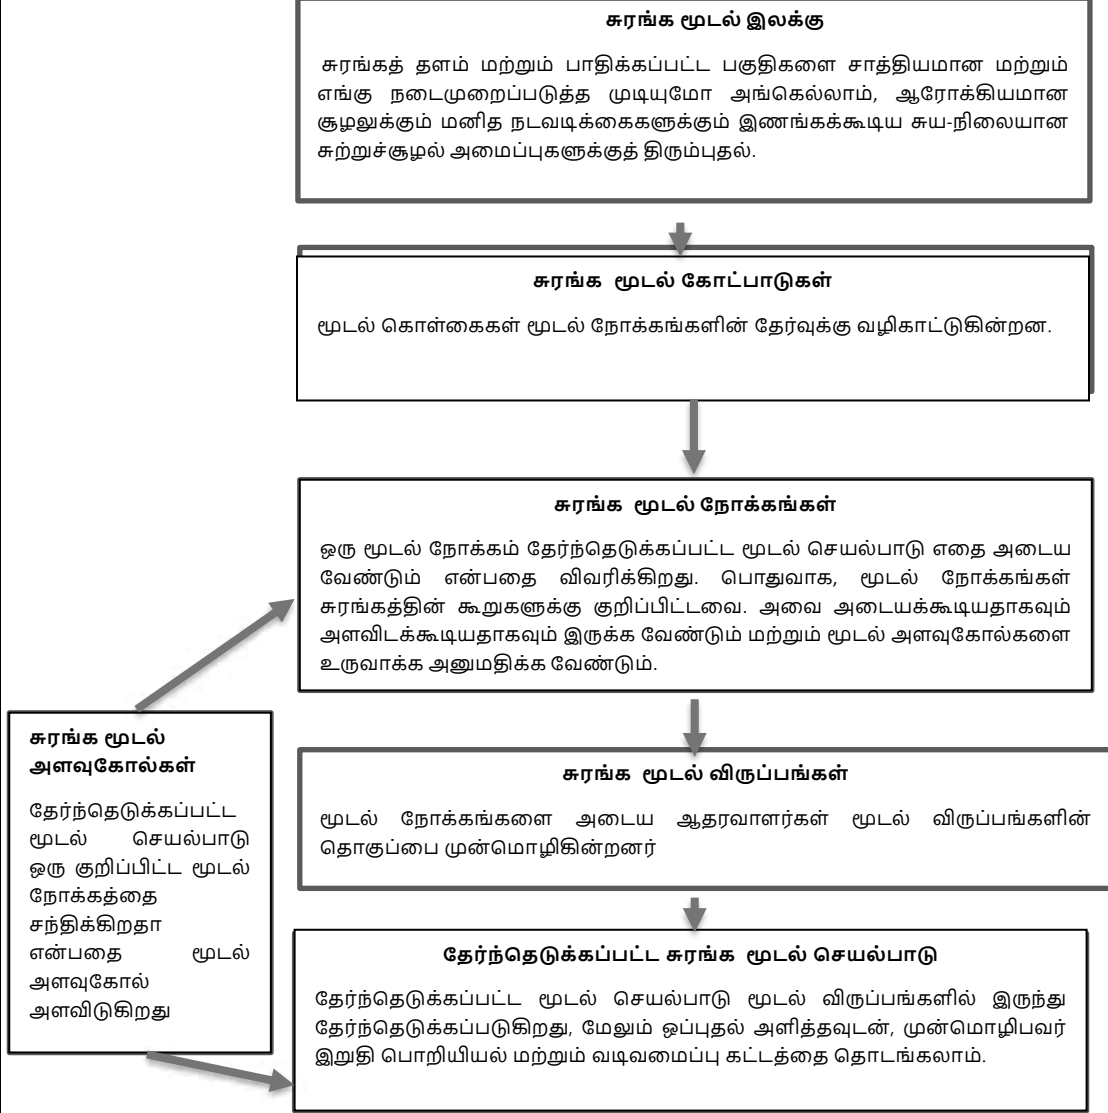 சுரங்க மூடல் இலக்கு
சுரங்கத் தளம் மற்றும் பாதிக்கப்பட்ட பகுதிகளை சாத்தியமான மற்றும்
எங்கு நடைமுறைப்படுத்த முடியுமோ அங்கெல்லாம், ஆரோக்கியமான
சூழலுக்கும் மனித நடவடிக்கைகளுக்கும் இணங்கக்கூடிய சுய-நிலையான
சுற்றுச்சூழல் அமைப்புகளுக்குத் திரும்புதல்.
சுரங்க மூடல் கோட்பாடுகள்
மூடல் கொள்கைகள் மூடல் நோக்கங்களின் தேர்வுக்கு வழிகாட்டுகின்றன.
சுரங்க மூடல் நோக்கங்கள்
ஒரு மூடல் நோக்கம் தேர்ந்தெடுக்கப்பட்ட மூடல் செயல்பாடு எதை அடைய
வேண்டும் என்பதை விவரிக்கிறது. பொதுவாக, மூடல் நோக்கங்கள்
சுரங்கத்தின் கூறுகளுக்கு குறிப்பிட்டவை. அவை அடையக்கூடியதாகவும்
அளவிடக்கூடியதாகவும் இருக்க வேண்டும் மற்றும் மூடல் அளவுகோல்களை
உருவாக்க அனுமதிக்க வேண்டும்.
சுரங்க மூடல்
அளவுகோல்கள்
தேர்ந்தெடுக்கப்பட்ட
மூடல் செயல்பாடு
ஒரு குறிப்பிட்ட மூடல்
நோக்கத்தை
சந்திக்கிறதா
என்பதை மூடல்
அளவுகோல்
அளவிடுகிறது
சுரங்க மூடல் விருப்பங்கள்
மூடல் நோக்கங்களை அடைய ஆதரவாளர்கள் மூடல் விருப்பங்களின்
தொகுப்பை முன்மொழிகின்றனர்
தேர்ந்தெடுக்கப்பட்ட சுரங்க மூடல் செயல்பாடு
தேர்ந்தெடுக்கப்பட்ட மூடல் செயல்பாடு மூடல் விருப்பங்களில் இருந்து
தேர்ந்தெடுக்கப்படுகிறது, மேலும் ஒப்புதல் அளித்தவுடன், முன்மொழிபவர்
இறுதி பொறியியல் மற்றும் வடிவமைப்பு கட்டத்தை தொடங்கலாம்.